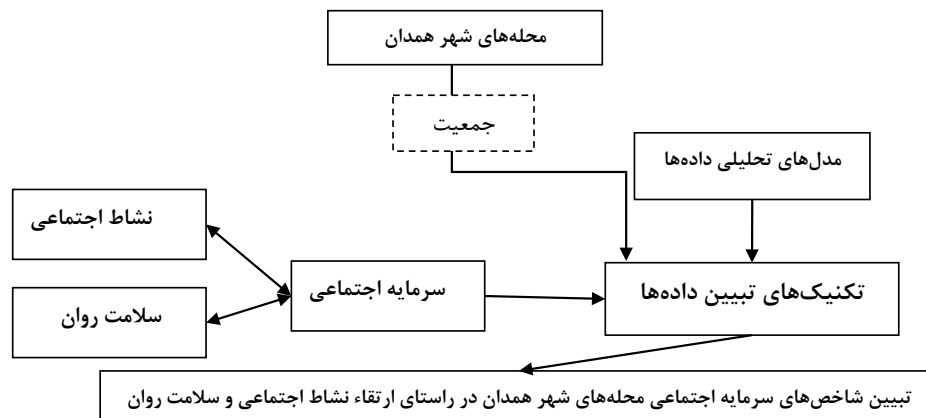 محله‌های شهر همدان
جمعیت
مدل‌های تحلیلی داده‌ها
نشاط اجتماعی
سرمایه اجتماعی
تکنیک‌های تبیین داده‌ها
سلامت روان
تبیین شاخص‌های سرمایه اجتماعی محله‌های شهر همدان در راستای ارتقاء نشاط اجتماعی و سلامت روان